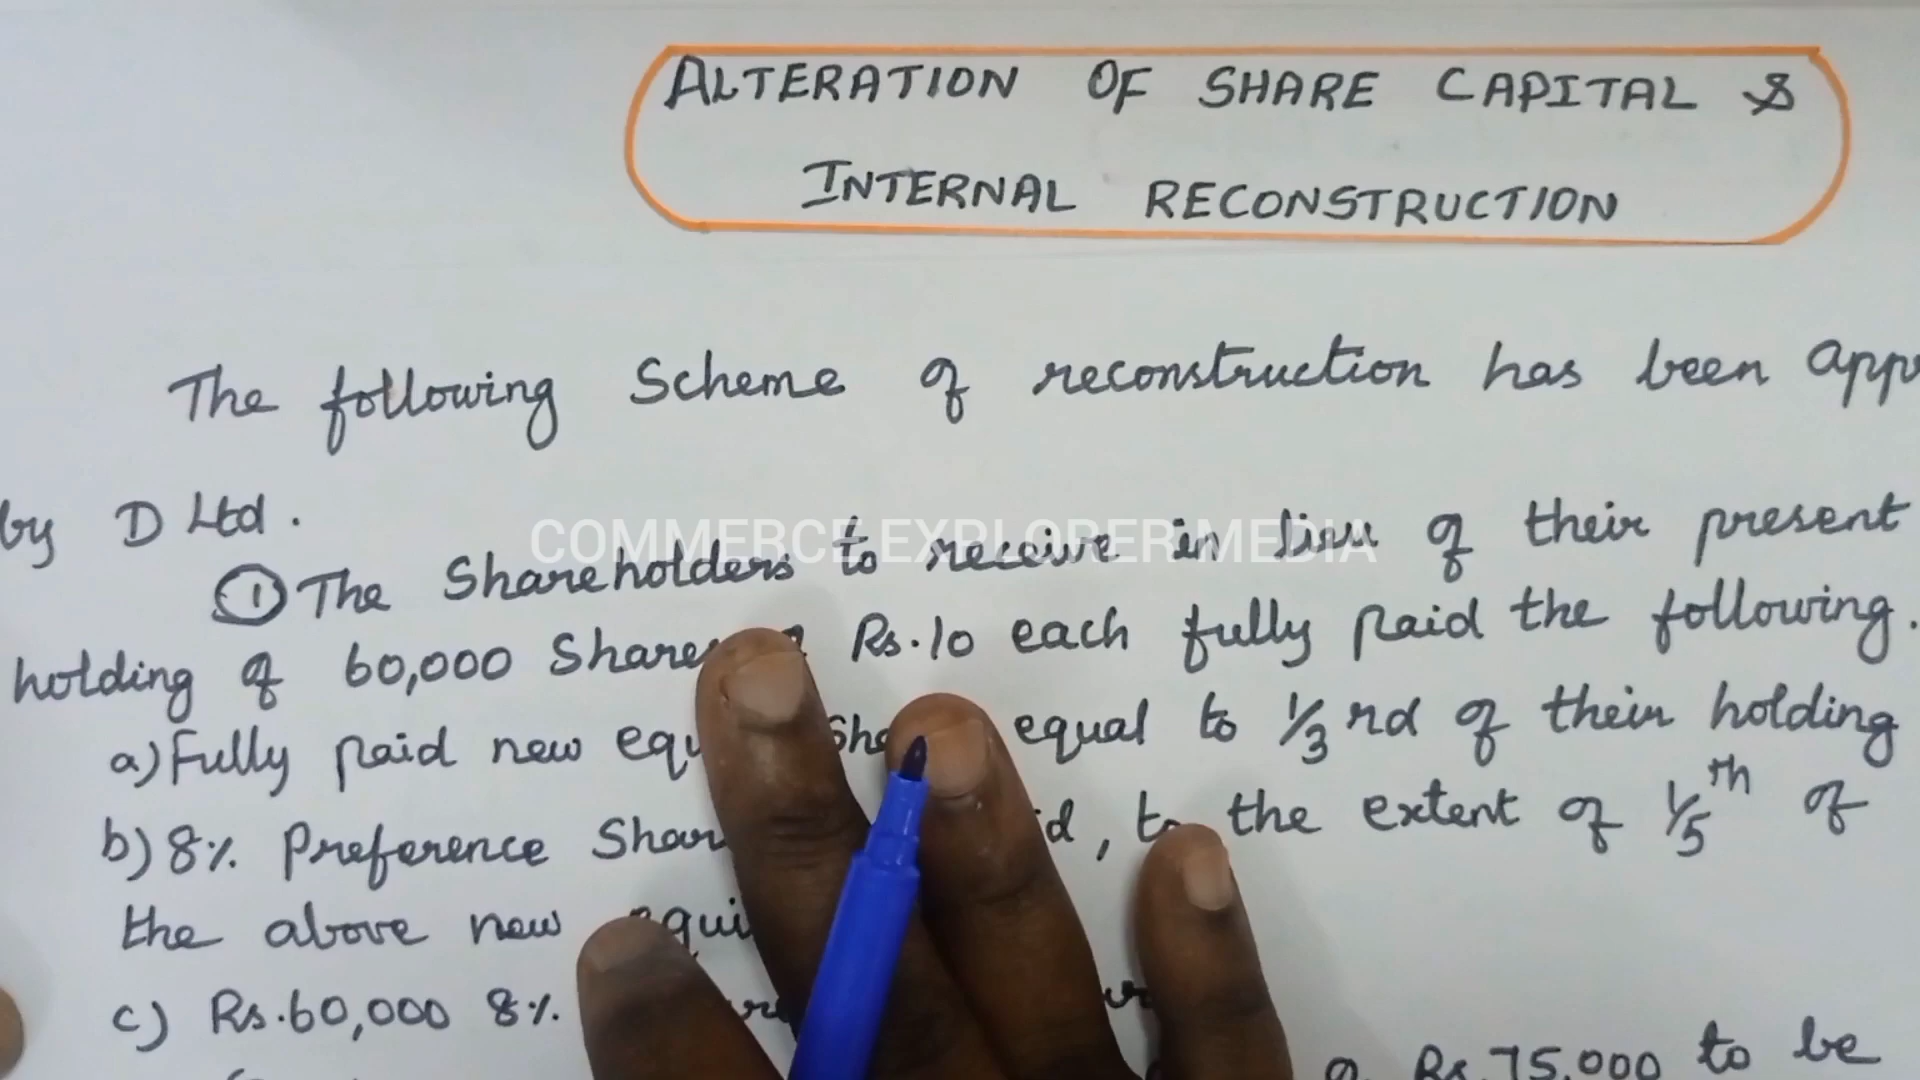 ALTERATION OF SHARE CAPITAL &
INTERNAL RECONSTRUCTION
The following Scheme of reconstruction has been app
by D Ltd.
① The Shareholders to receive in lieu of their present
COMMERCE EXPLORER MEDIA
holding of 60,000 Shares Rs.10 each fully paid the following.
a) Fully paid new equ Sha equal to 1/3 rd of their holding
b) 8% Preference Shar d, to the extent of 1/5th of
the above new equi
c) Rs.60,000 8%
Rs.75,000 to be